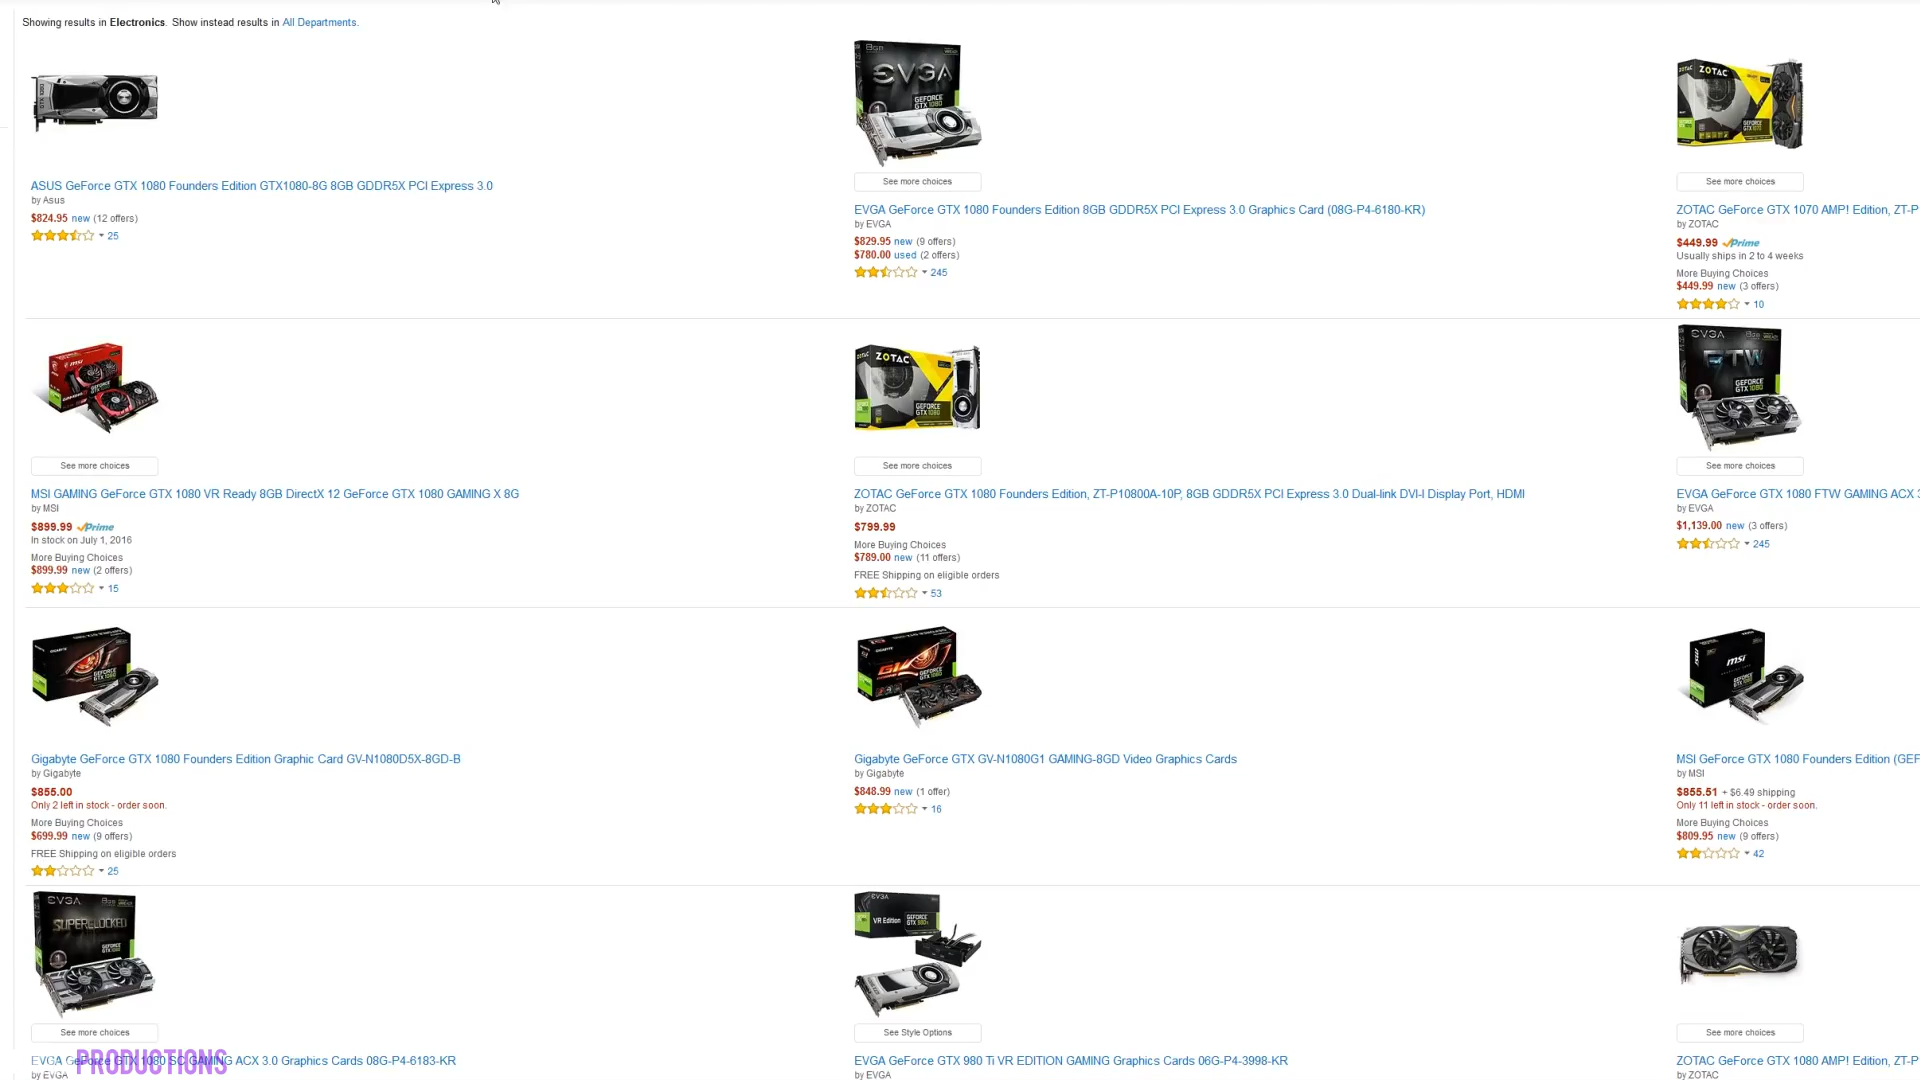 Showing results in Electronics. Show instead results in All Departments.
See more choices
See more choices
ASUS GeForce GTX 1080 Founders Edition GTX1080-8G 8GB GDDR5X PCI Express 3.0
by Asus
$824.95 new (12 offers)
25
EVGA GeForce GTX 1080 Founders Edition 8GB GDDR5X PCI Express 3.0 Graphics Card (08G-P4-6180-KR)
by EVGA
$829.95 new (9 offers)
$780.00 used (2 offers)
245
ZOTAC GeForce GTX 1070 AMP! Edition, ZT-P
by ZOTAC
$449.99 Prime
Usually ships in 2 to 4 weeks
More Buying Choices
$449.99 new (3 offers)
10
See more choices
MSI GAMING GeForce GTX 1080 VR Ready 8GB DirectX 12 GeForce GTX 1080 GAMING X 8G
by MSI
$899.99 Prime
In stock on July 1, 2016
More Buying Choices
$899.99 new (2 offers)
15
See more choices
ZOTAC GeForce GTX 1080 Founders Edition, ZT-P10800A-10P, 8GB GDDR5X PCI Express 3.0 Dual-link DVI-I Display Port, HDMI
by ZOTAC
$799.99
More Buying Choices
$789.00 new (11 offers)
FREE Shipping on eligible orders
53
See more choices
EVGA GeForce GTX 1080 FTW GAMING ACX 3
by EVGA
$1,139.00 new (3 offers)
245
Gigabyte GeForce GTX 1080 Founders Edition Graphic Card GV-N1080D5X-8GD-B
by Gigabyte
$855.00
Only 2 left in stock - order soon.
More Buying Choices
$699.99 new (9 offers)
FREE Shipping on eligible orders
25
Gigabyte GeForce GTX GV-N1080G1 GAMING-8GD Video Graphics Cards
by Gigabyte
$848.99 new (1 offer)
16
MSI GeForce GTX 1080 Founders Edition (GEF
by MSI
$855.51 + $6.49 shipping
Only 11 left in stock - order soon.
More Buying Choices
$809.95 new (9 offers)
42
See more choices
EVGA GeForce GTX 1080 SC GAMING ACX 3.0 Graphics Cards 08G-P4-6183-KR
by EVGA
PRODUCTIONS
See Style Options
EVGA GeForce GTX 980 Ti VR EDITION GAMING Graphics Cards 06G-P4-3998-KR
by EVGA
See more choices
ZOTAC GeForce GTX 1080 AMP! Edition, ZT-P
by ZOTAC